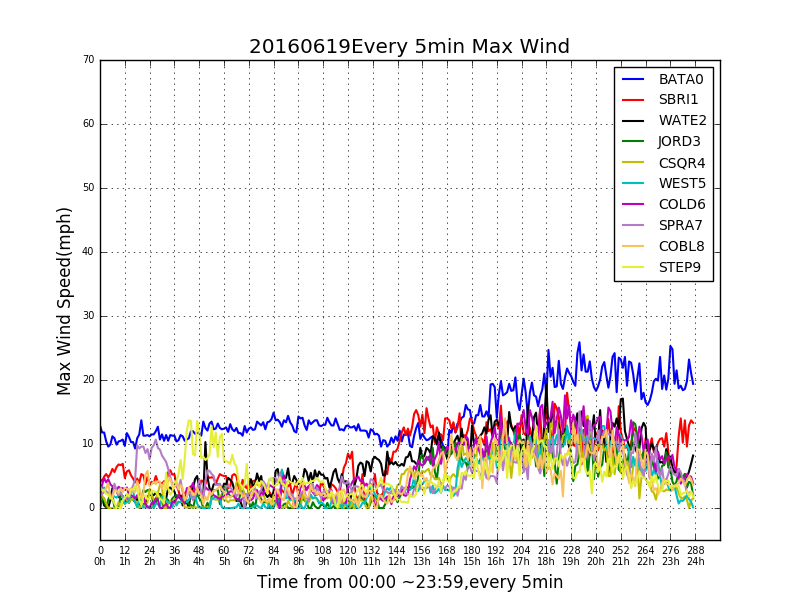 20160619Every 5min Max Wind
70
60
50
40
30
20
10
0
Max Wind Speed(mph)
BATA0
SBRI1
WATE2
JORD3
CSQR4
WEST5
COLD6
SPRA7
COBL8
STEP9
0 12 24 36 48 60 72 84 96 108 120 132 144 156 168 180 192 204 216 228 240 252 264 276 288
0h 1h 2h 3h 4h 5h 6h 7h 8h 9h 10h 11h 12h 13h 14h 15h 16h 17h 18h 19h 20h 21h 22h 23h 24h
Time from 00:00 ~23:59,every 5min